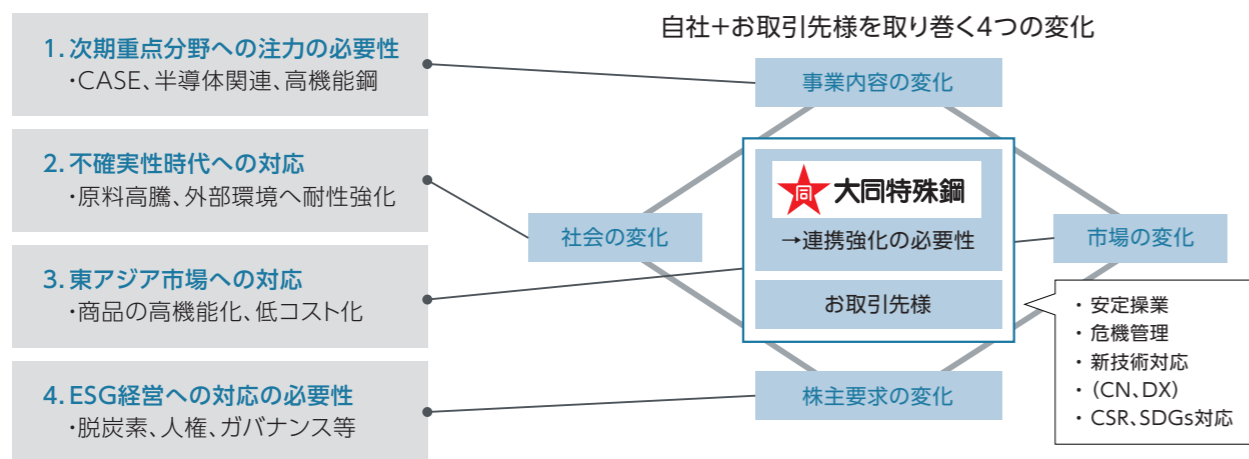 自社+お取引先様を取り巻く4つの変化
1. 次期重点分野への注力の必要性
・CASE、半導体関連、高機能鋼
2. 不確実性時代への対応
・原料高騰、外部環境へ耐性強化
3. 東アジア市場への対応
・商品の高機能化、低コスト化
4. ESG経営への対応の必要性
・脱炭素、人権、ガバナンス等
事業内容の変化
社会の変化
同 大同特殊鋼
→連携強化の必要性
お取引先様
市場の変化
株主要求の変化
・ 安定操業
・ 危機管理
・ 新技術対応
・ (CN、DX)
・ CSR、SDGs対応